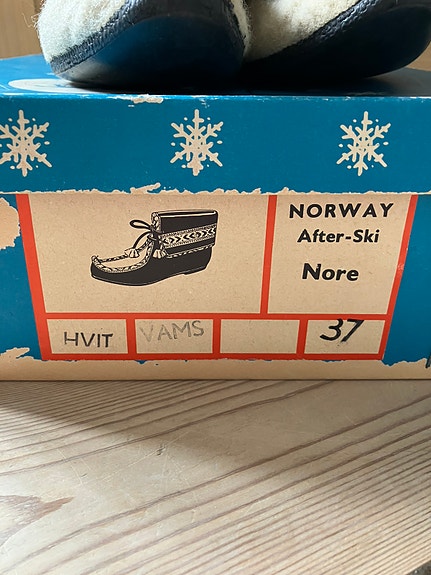 NORWAY
After-Ski
Nore
HVIT VAMS 37